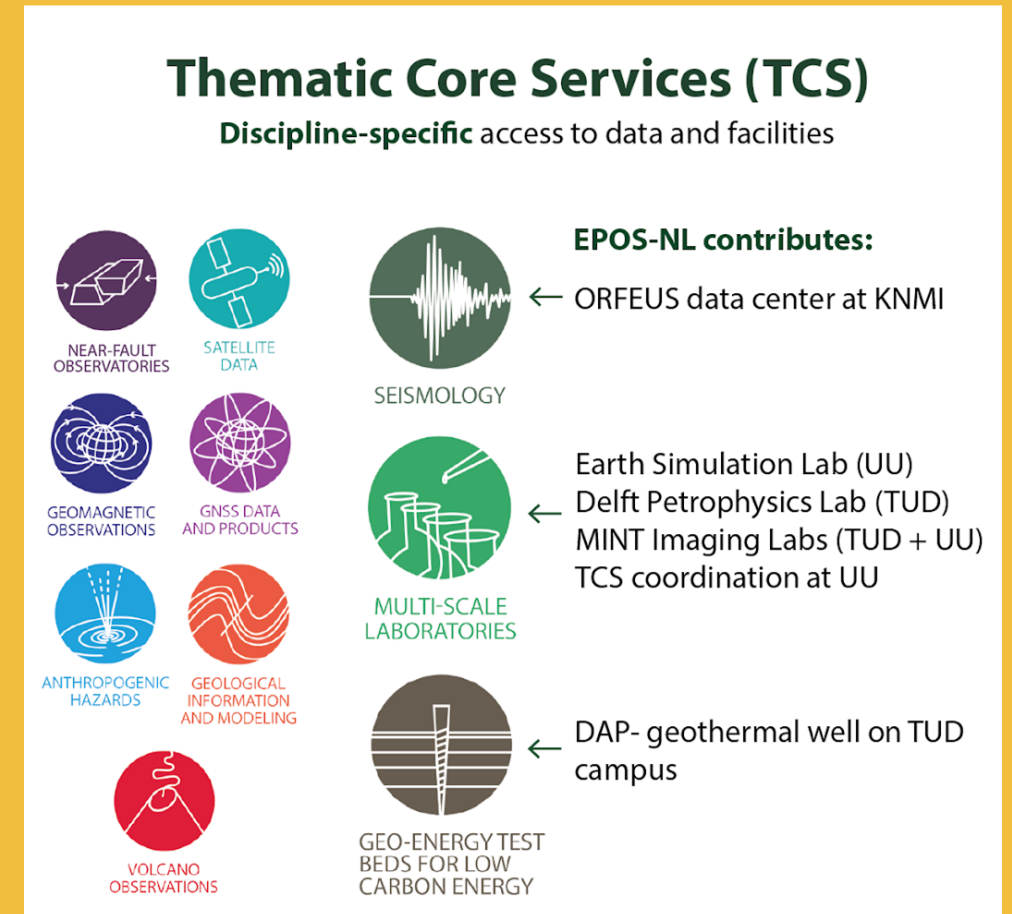 Thematic Core Services (TCS)
Discipline-specific access to data and facilities
NEAR-FAULT
OBSERVATORIES
SATELLITE
DATA
GEOMAGNETIC
OBSERVATIONS
GNSS DATA
AND PRODUCTS
ANTHROPOGENIC
HAZARDS
GEOLOGICAL
INFORMATION
AND MODELING
VOLCANO
OBSERVATIONS
SEISMOLOGY
EPOS-NL contributes:
← ORFEUS data center at KNMI
MULTI-SCALE
LABORATORIES
Earth Simulation Lab (UU)
← Delft Petrophysics Lab (TUD)
MINT Imaging Labs (TUD + UU)
TCS coordination at UU
GEO-ENERGY TEST
BEDS FOR LOW
CARBON ENERGY
← DAP- geothermal well on TUD
campus